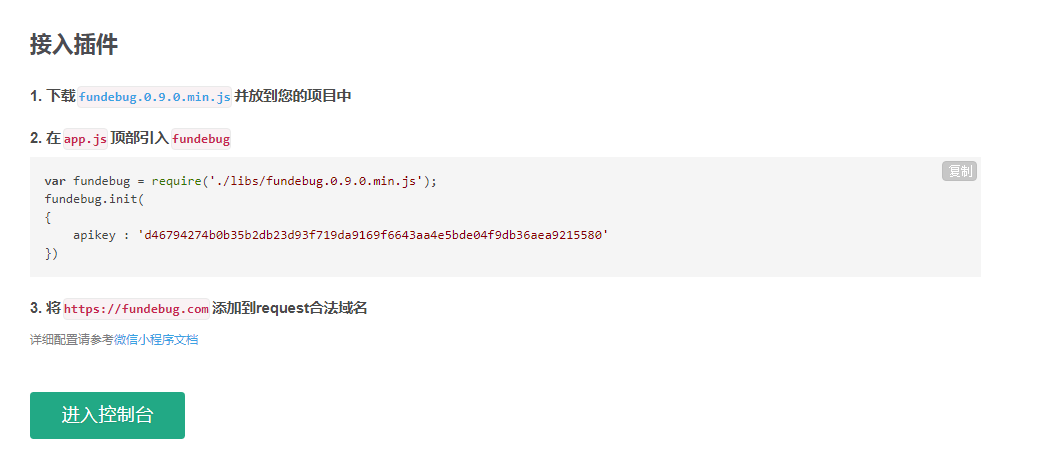 接入插件
1. 下载 fundebug.0.9.0.min.js 并放到您的项目中
2. 在 app.js 顶部引入 fundebug
复制
var fundebug = require('./libs/fundebug.0.9.0.min.js');
fundebug.init(
{
    apikey : 'd46794274b0b35b2db23d93f719da9169f6643aa4e5bde04f9db36aea9215580'
})
3. 将 https://fundebug.com 添加到request合法域名
详细配置请参考微信小程序文档
进入控制台